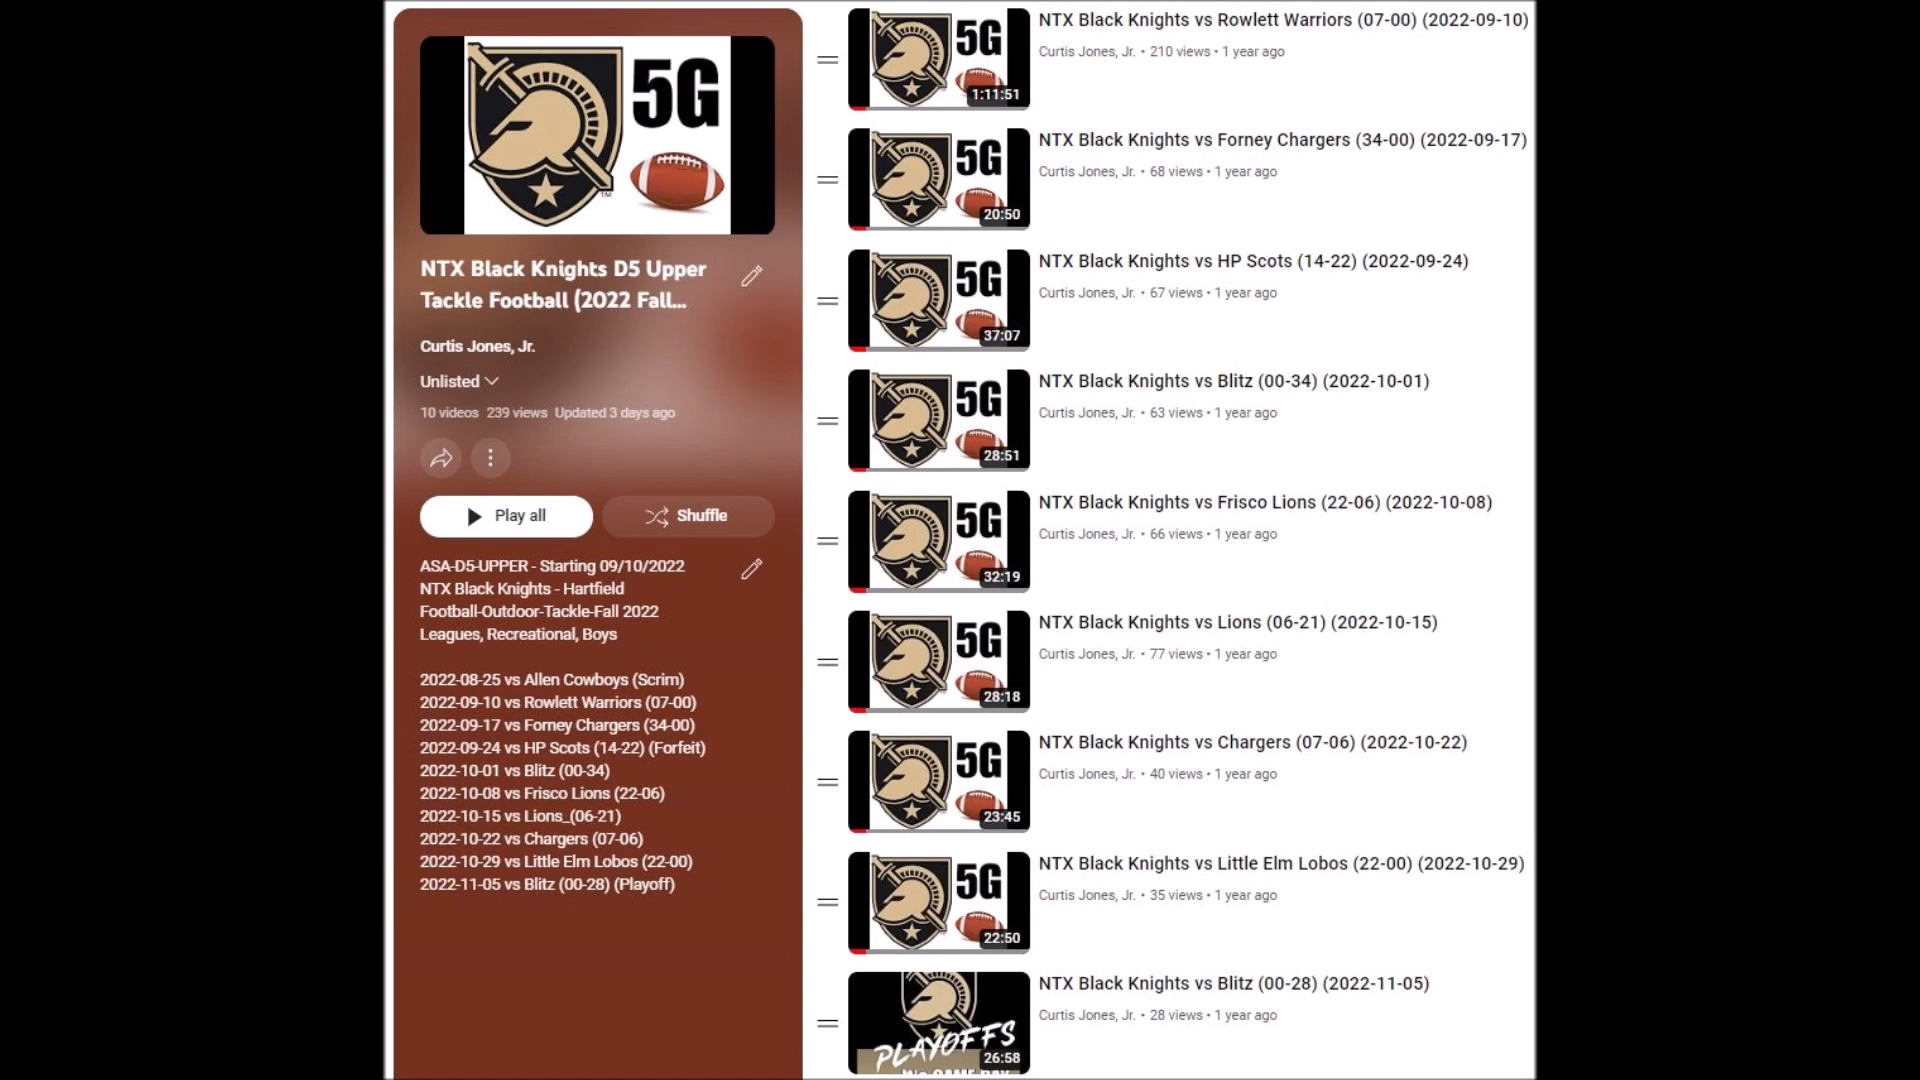 5G
TM
NTX Black Knights D5 Upper
Tackle Football (2022 Fall...
Curtis Jones, Jr.
Unlisted
10 videos 239 views Updated 3 days ago
Play all
Shuffle
ASA-D5-UPPER - Starting 09/10/2022
NTX Black Knights - Hartfield
Football-Outdoor-Tackle-Fall 2022
Leagues, Recreational, Boys
2022-08-25 vs Allen Cowboys (Scrim)
2022-09-10 vs Rowlett Warriors (07-00)
2022-09-17 vs Forney Chargers (34-00)
2022-09-24 vs HP Scots (14-22) (Forfeit)
2022-10-01 vs Blitz (00-34)
2022-10-08 vs Frisco Lions (22-06)
2022-10-15 vs Lions_(06-21)
2022-10-22 vs Chargers (07-06)
2022-10-29 vs Little Elm Lobos (22-00)
2022-11-05 vs Blitz (00-28) (Playoff)
5G
1:11:51
NTX Black Knights vs Rowlett Warriors (07-00) (2022-09-10)
Curtis Jones, Jr. • 210 views • 1 year ago
5G
20:50
NTX Black Knights vs Forney Chargers (34-00) (2022-09-17)
Curtis Jones, Jr. • 68 views • 1 year ago
5G
37:07
NTX Black Knights vs HP Scots (14-22) (2022-09-24)
Curtis Jones, Jr. • 67 views • 1 year ago
5G
28:51
NTX Black Knights vs Blitz (00-34) (2022-10-01)
Curtis Jones, Jr. • 63 views • 1 year ago
5G
32:19
NTX Black Knights vs Frisco Lions (22-06) (2022-10-08)
Curtis Jones, Jr. • 66 views • 1 year ago
5G
28:18
NTX Black Knights vs Lions (06-21) (2022-10-15)
Curtis Jones, Jr. • 77 views • 1 year ago
5G
23:45
NTX Black Knights vs Chargers (07-06) (2022-10-22)
Curtis Jones, Jr. • 40 views • 1 year ago
5G
22:50
NTX Black Knights vs Little Elm Lobos (22-00) (2022-10-29)
Curtis Jones, Jr. • 35 views • 1 year ago
PLAYOFFS
26:58
NTX Black Knights vs Blitz (00-28) (2022-11-05)
Curtis Jones, Jr. • 28 views • 1 year ago